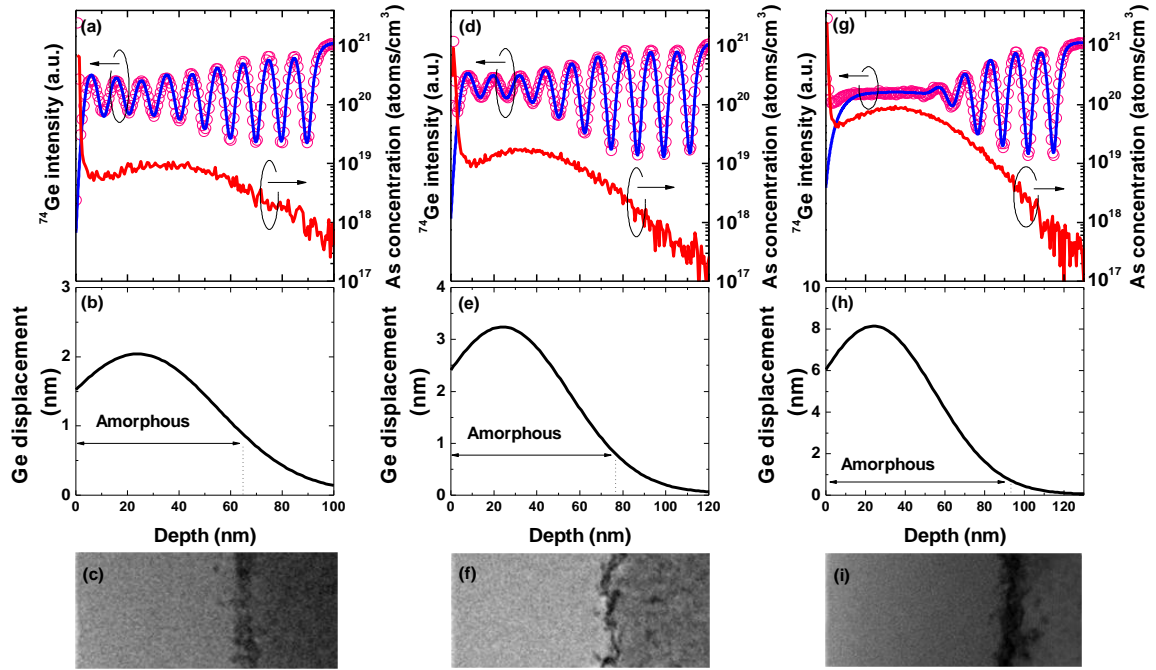 (a)
⁷⁴Ge intensity (a.u.)
10²¹
10²⁰
10¹⁹
10¹⁸
10¹⁷
As concentration (atoms/cm³)
(d)
⁷⁴Ge intensity (a.u.)
10²¹
10²⁰
10¹⁹
10¹⁸
10¹⁷
As concentration (atoms/cm³)
(g)
⁷⁴Ge intensity (a.u.)
10²¹
10²⁰
10¹⁹
10¹⁸
10¹⁷
As concentration (atoms/cm³)
(b)
Ge displacement
(nm)
3
2
1
0
Amorphous
0 20 40 60 80 100
Depth (nm)
(e)
Ge displacement
(nm)
4
3
2
1
0
Amorphous
0 20 40 60 80 100 120
Depth (nm)
(h)
Ge displacement
(nm)
10
8
6
4
2
0
Amorphous
0 20 40 60 80 100 120
Depth (nm)
(c)
(f)
(i)